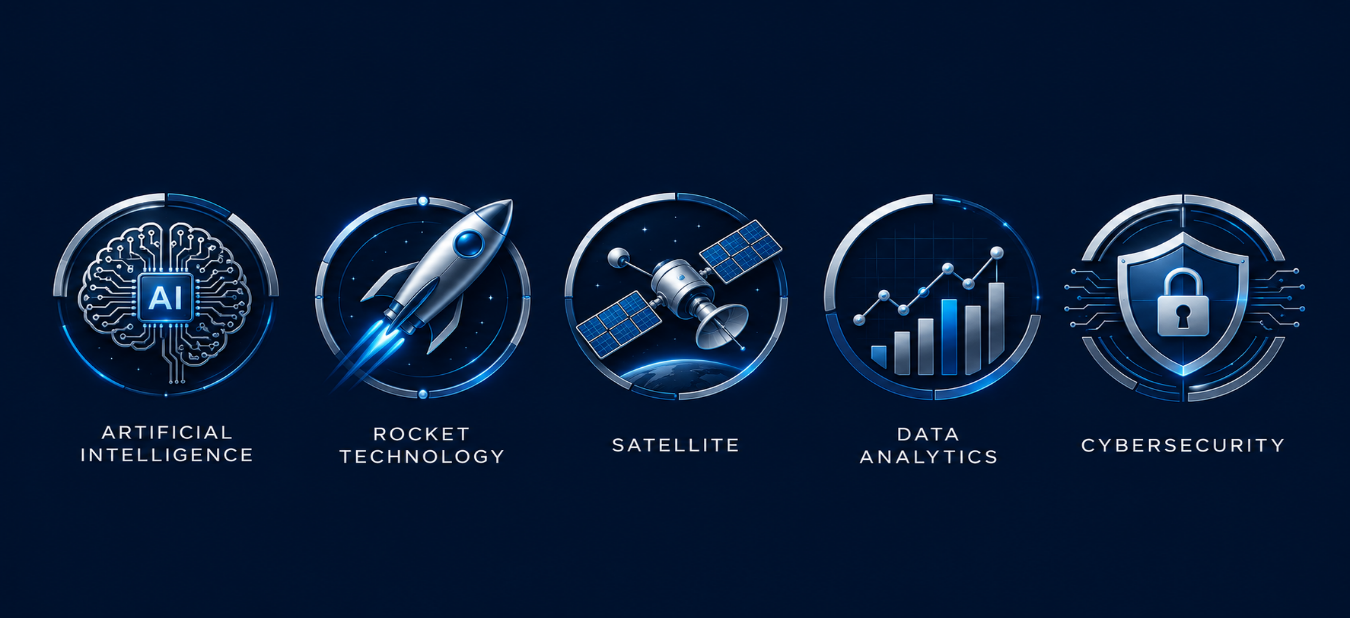 AI
ARTIFICIAL
INTELLIGENCE
ROCKET
TECHNOLOGY
SATELLITE
DATA
ANALYTICS
CYBERSECURITY